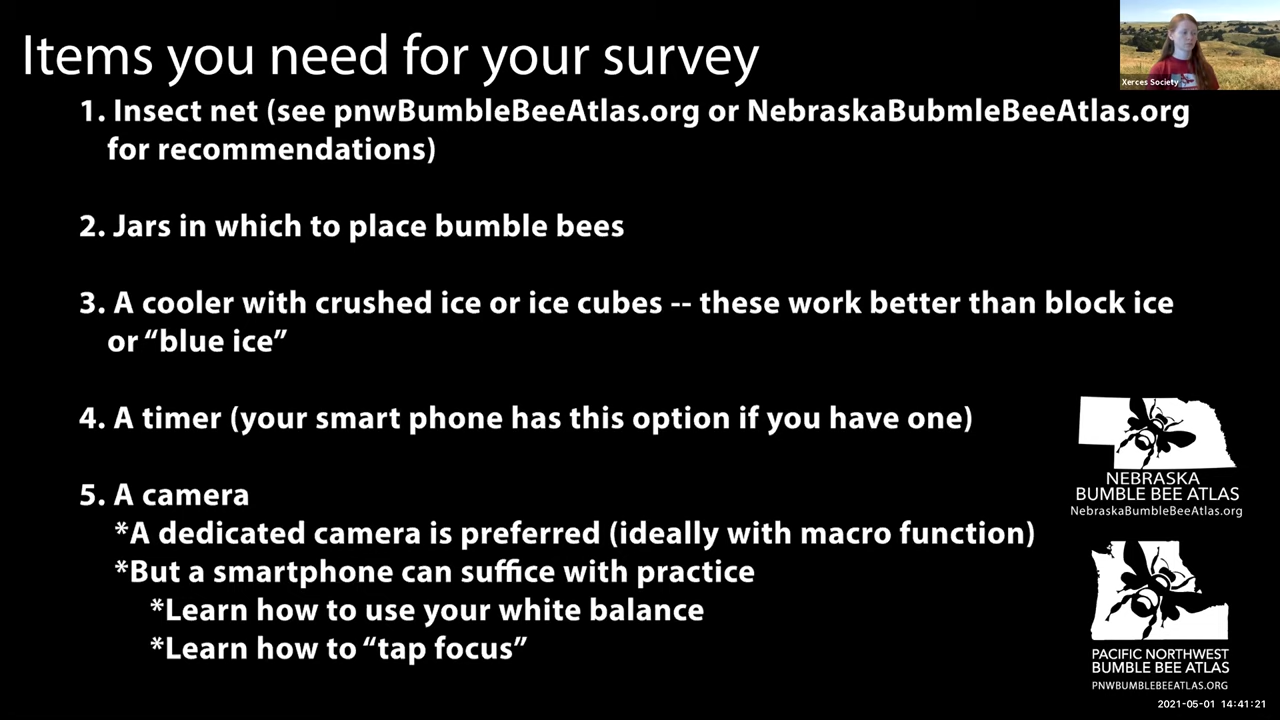 Items you need for your survey
Xerces Society
1. Insect net (see pnwBumbleBeeAtlas.org or NebraskaBubmleBeeAtlas.org
for recommendations)
2. Jars in which to place bumble bees
3. A cooler with crushed ice or ice cubes -- these work better than block ice
or “blue ice”
4. A timer (your smart phone has this option if you have one)
5. A camera
*A dedicated camera is preferred (ideally with macro function)
*But a smartphone can suffice with practice
*Learn how to use your white balance
*Learn how to “tap focus”
NEBRASKA
BUMBLE BEE ATLAS
NebraskaBumbleBeeAtlas.org
PACIFIC NORTHWEST
BUMBLE BEE ATLAS
PNWBUMBLEBEEATLAS.ORG
2021-05-01 14:41:21